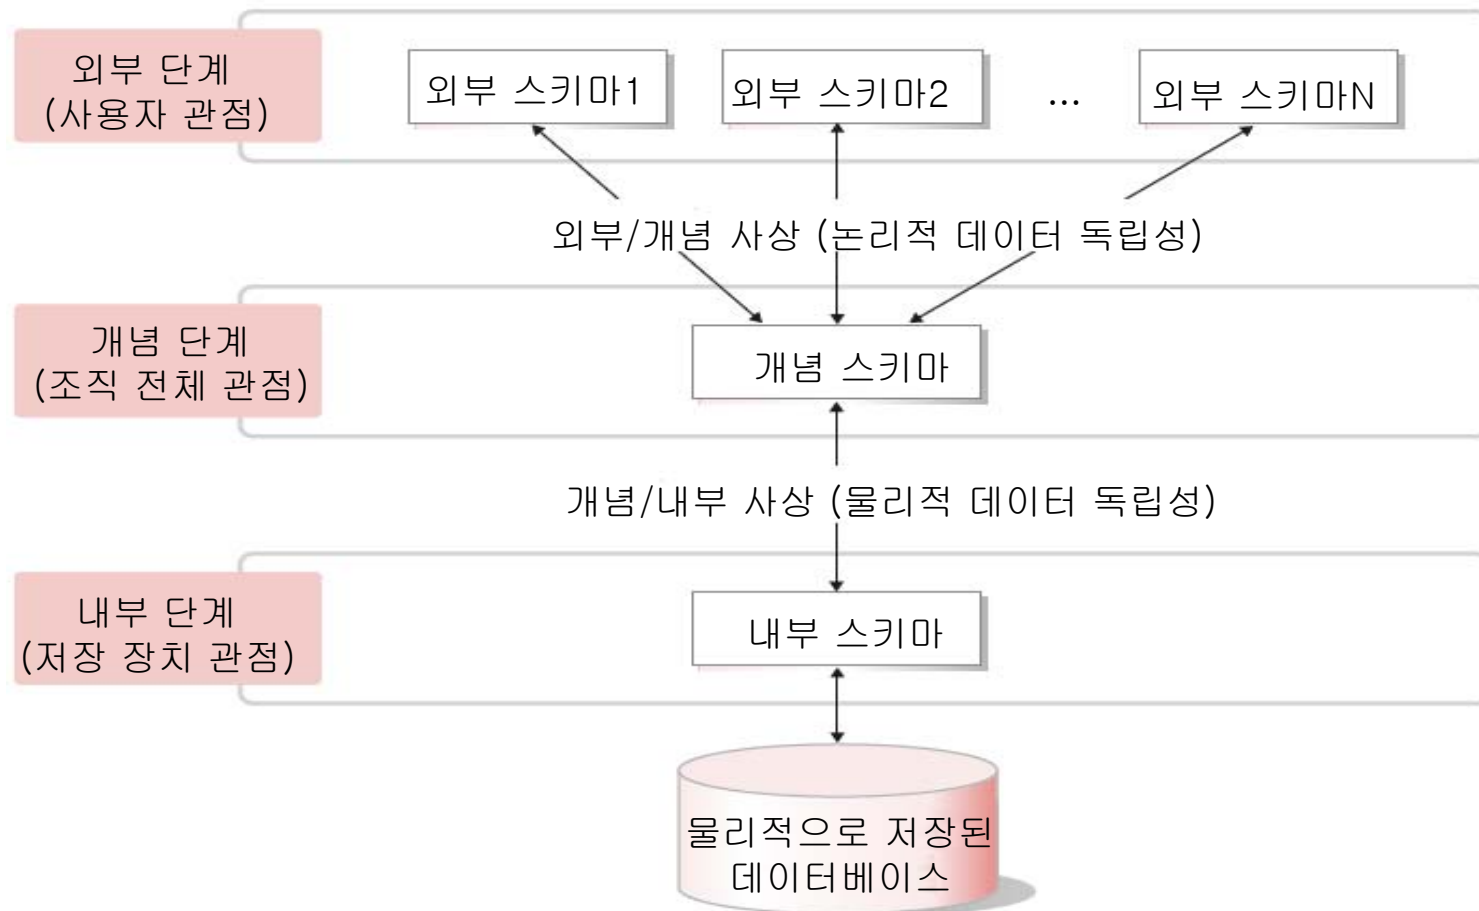 외부 단계
(사용자 관점)
외부 스키마1
외부 스키마2
...
외부 스키마N
외부/개념 사상 (논리적 데이터 독립성)
개념 단계
(조직 전체 관점)
개념 스키마
개념/내부 사상 (물리적 데이터 독립성)
내부 단계
(저장 장치 관점)
내부 스키마
물리적으로 저장된
데이터베이스